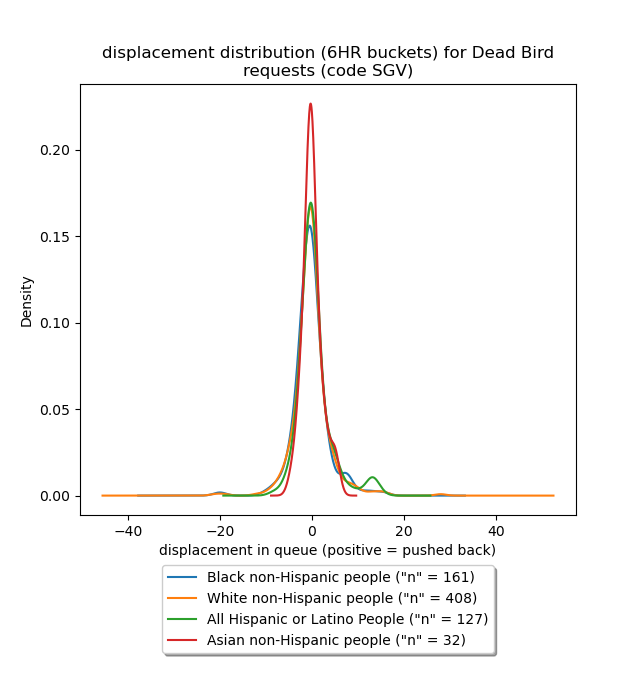 displacement distribution (6HR buckets) for Dead Bird
requests (code SGV)
Density
0.20
0.15
0.10
0.05
0.00
−40
−20
0
20
40
displacement in queue (positive = pushed back)
Black non-Hispanic people ("n" = 161)
White non-Hispanic people ("n" = 408)
All Hispanic or Latino People ("n" = 127)
Asian non-Hispanic people ("n" = 32)